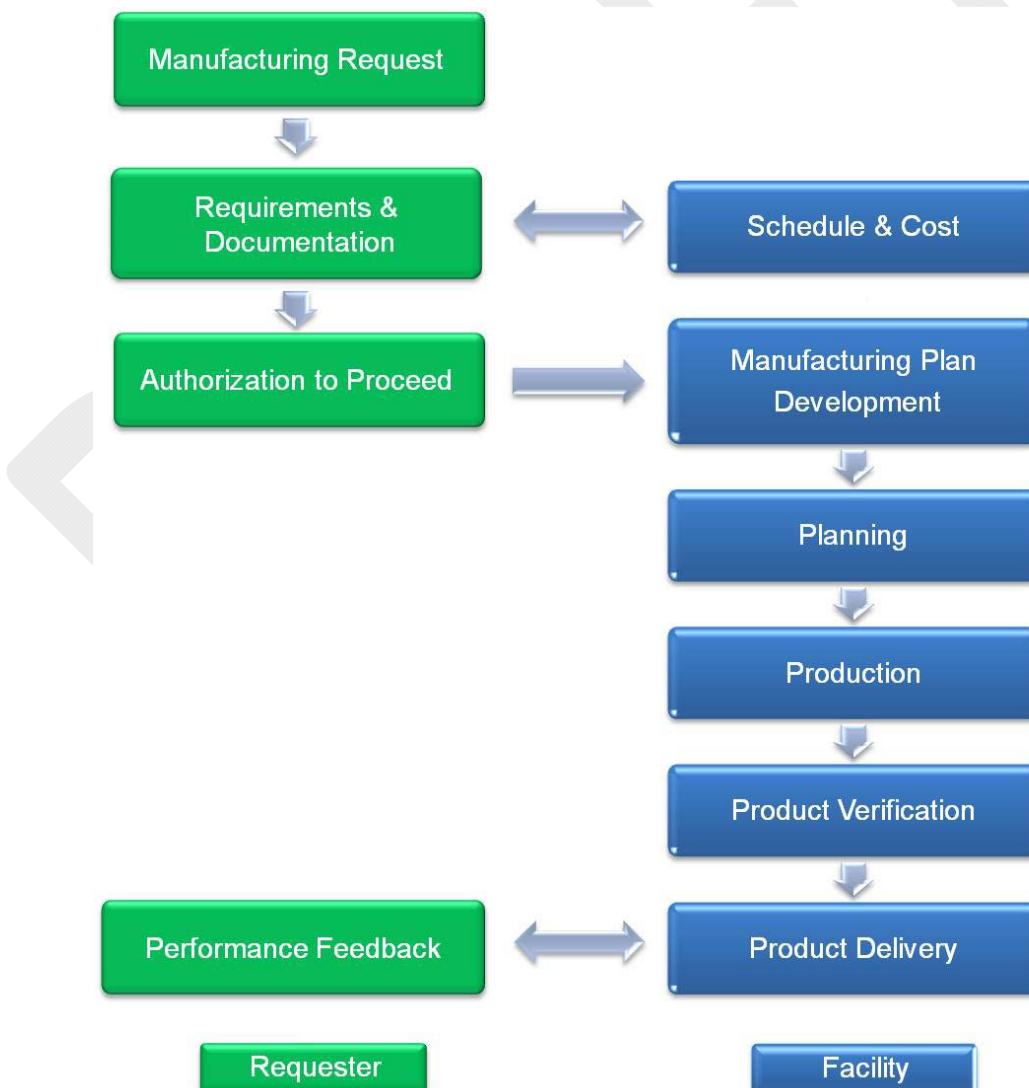 Manufacturing Request
Requirements &
Documentation
Schedule & Cost
Authorization to Proceed
Manufacturing Plan
Development
Planning
Production
Product Verification
Performance Feedback
Product Delivery
Requester
Facility